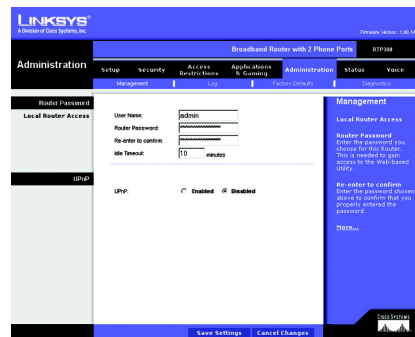 LINKSYS®
A Division of Cisco Systems, Inc.
Firmware Version: 1.00.14
Broadband Router with 2 Phone Ports
RTP300
Administration
Setup
Security
Access Restrictions
Applications & Gaming
Administration
Status
Voice
Management
Log
Factory Defaults
Diagnostics
Router Password
Local Router Access
User Name:
admin
Router Password:
****************
Re-enter to confirm:
****************
Idle Timeout:
10
minutes
UPnP
UPnP:
Enabled
Disabled
Management
Local Router Access
Router Password
Enter the password you
choose for this Router.
This is needed to gain
access to the Web-based
Utility.
Re-enter to confirm
Enter the password chosen
above to confirm that you
properly entered the
password.
More...
Save Settings
Cancel Changes
CISCO SYSTEMS